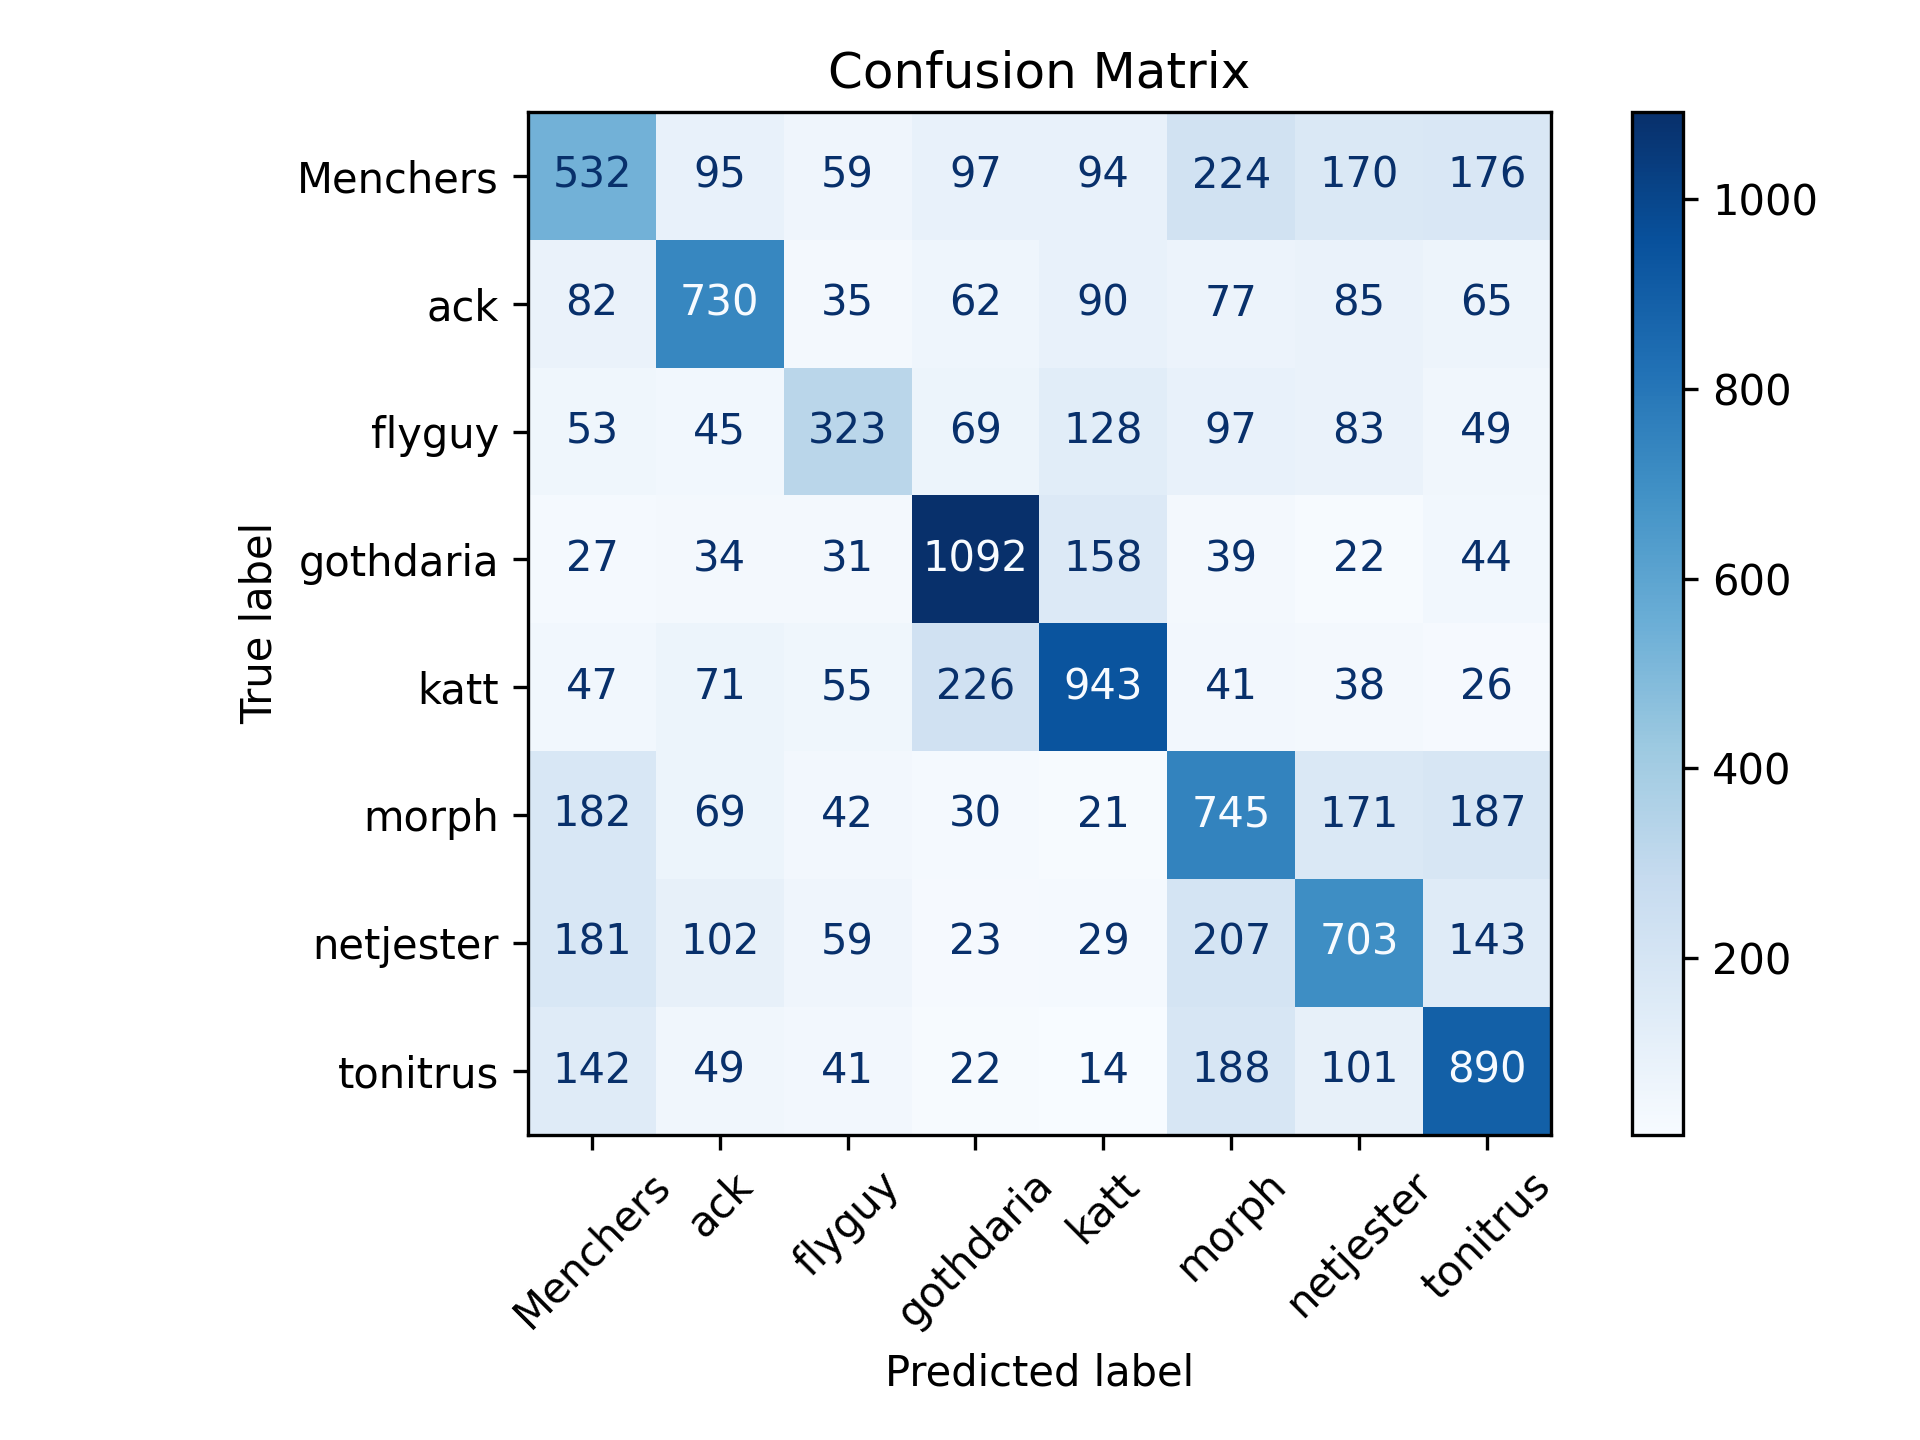 Confusion Matrix
Menchers 532 95 59 97 94 224 170 176
ack 82 730 35 62 90 77 85 65
flyguy 53 45 323 69 128 97 83 49
gothdaria 27 34 31 1092 158 39 22 44
katt 47 71 55 226 943 41 38 26
morph 182 69 42 30 21 745 171 187
netjester 181 102 59 23 29 207 703 143
tonitrus 142 49 41 22 14 188 101 890
True label
Menchers ack flyguy gothdaria katt morph netjester tonitrus
Predicted label
1000
800
600
400
200